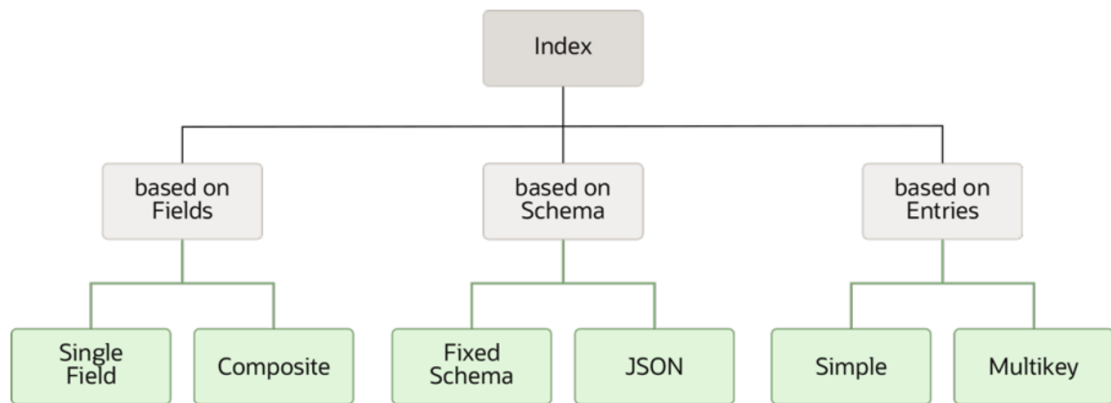 Index
based on
Fields
based on
Schema
based on
Entries
Single
Field
Composite
Fixed
Schema
JSON
Simple
Multikey